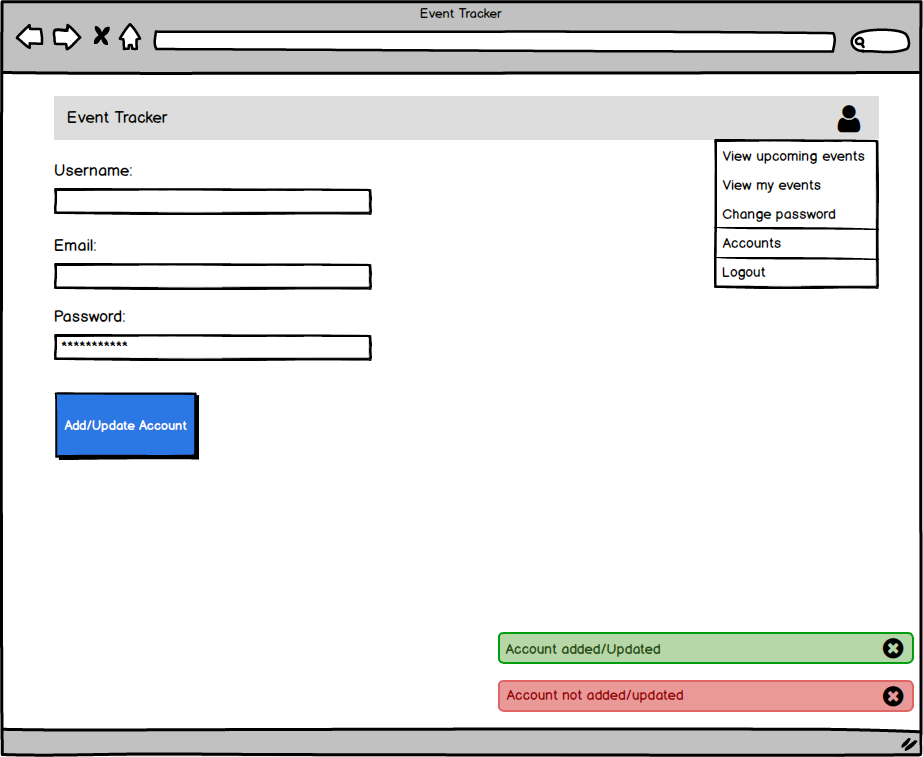 Event Tracker
Event Tracker
View upcoming events
View my events
Change password
Accounts
Logout
Username:
Email:
Password:
***********
Add/Update Account
Account added/Updated
Account not added/updated